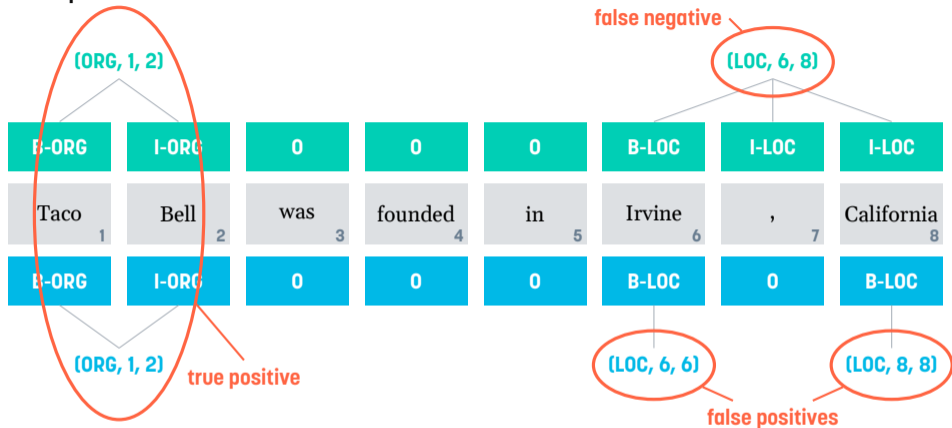 false negative
(ORG, 1, 2) (LOC, 6, 8)
B-ORG I-ORG O O O B-LOC I-LOC I-LOC
Taco Bell was founded in Irvine , California
1 2 3 4 5 6 7 8
B-ORG I-ORG O O O B-LOC O B-LOC
(ORG, 1, 2) (LOC, 6, 6) (LOC, 8, 8)
true positive
false positives